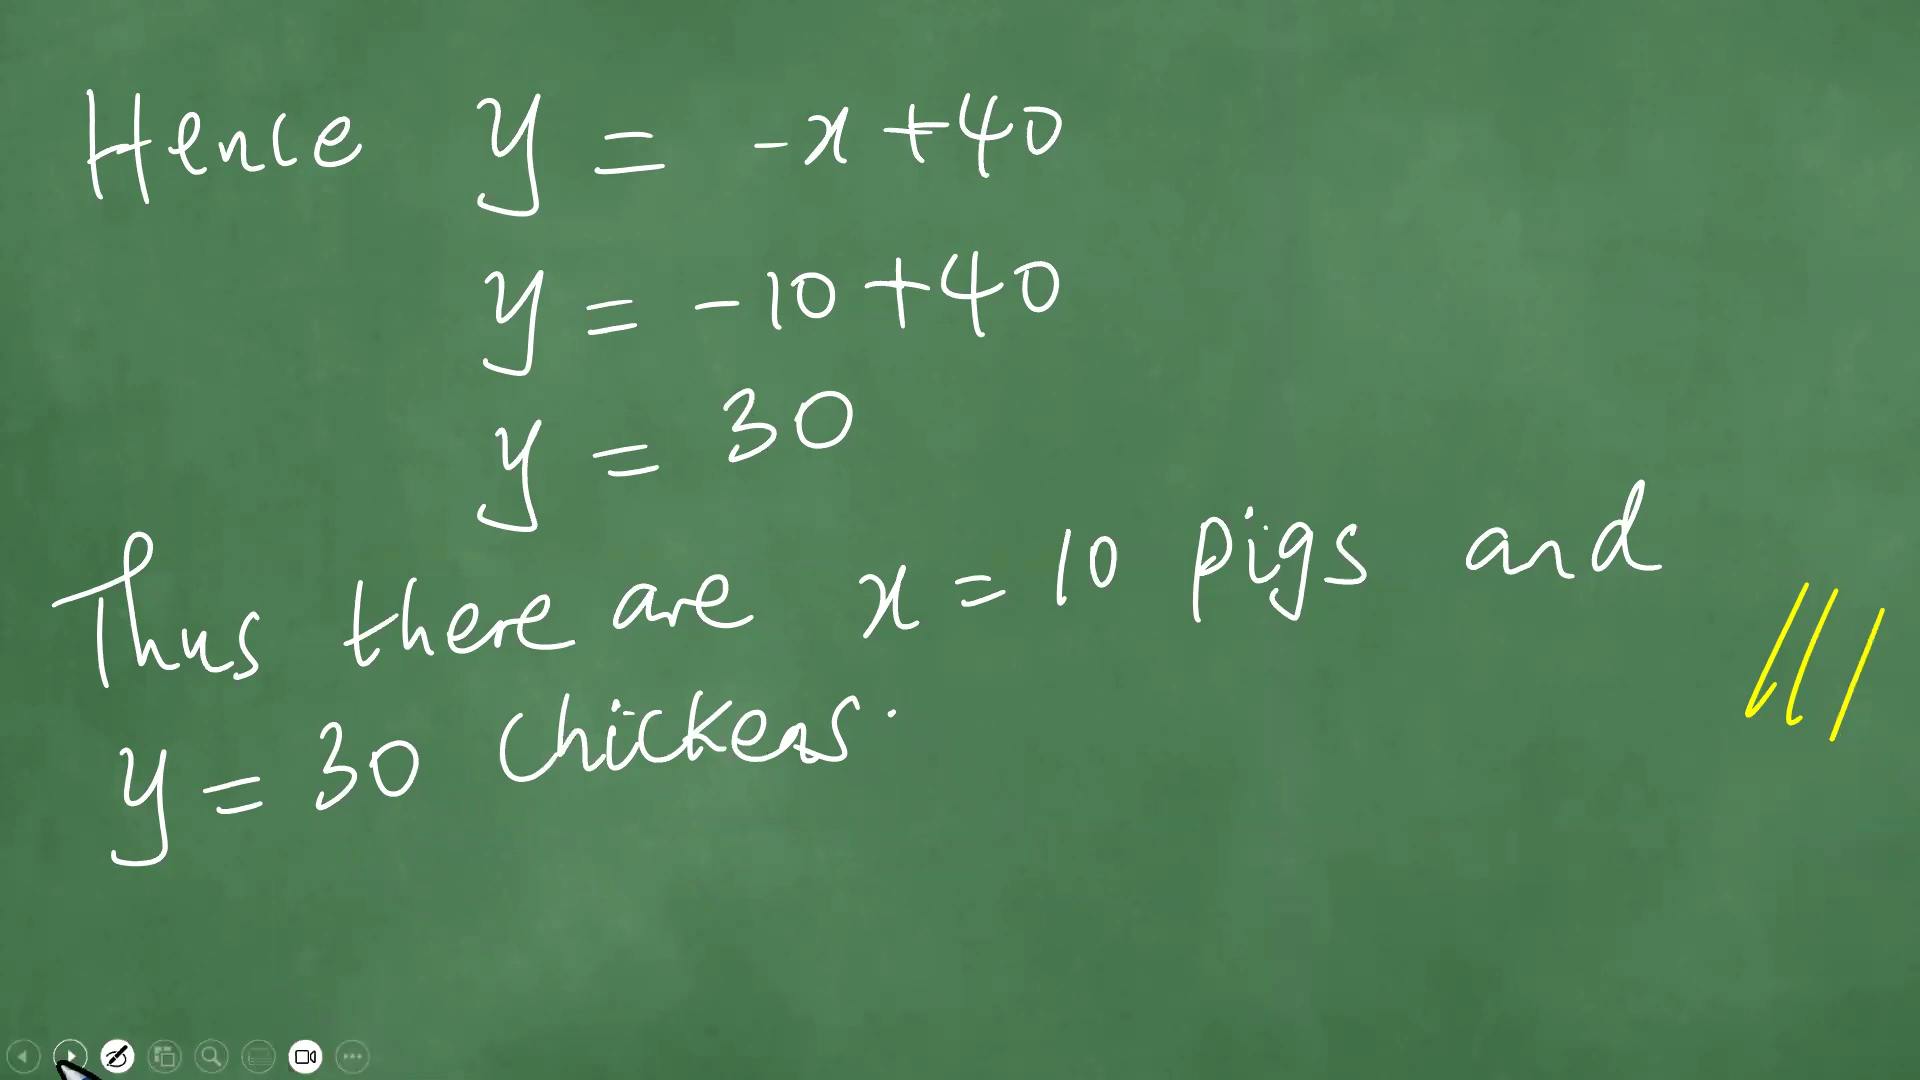 Hence y = -x + 40
y = -10 + 40
y = 30
Thus there are x = 10 pigs and
y = 30 chickens.